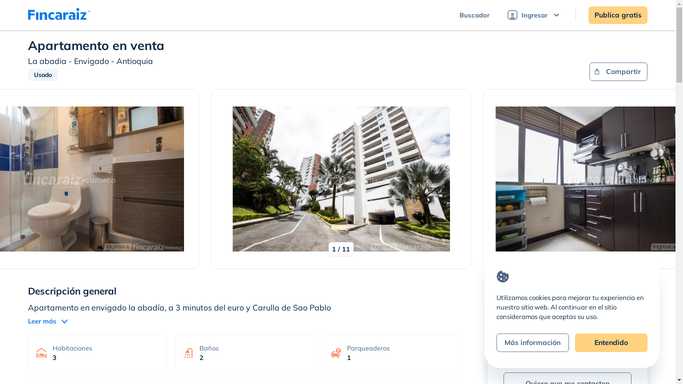 Fincaraiz
Buscador
Ingresar
Publica gratis
Apartamento en venta
La abadia - Envigado - Antioquia
Usado
Compartir
fincaraiz
1 / 11
Descripción general
Apartamento en envigado la abadía, a 3 minutos del euro y Carulla de Sao Pablo
Leer más
Habitaciones
3
Baños
2
Parqueaderos
1
Utilizamos cookies para mejorar tu experiencia en
nuestro sitio web. Al continuar en el sitio
consideramos que aceptas su uso.
Más información
Entendido
Quiero que me contacten